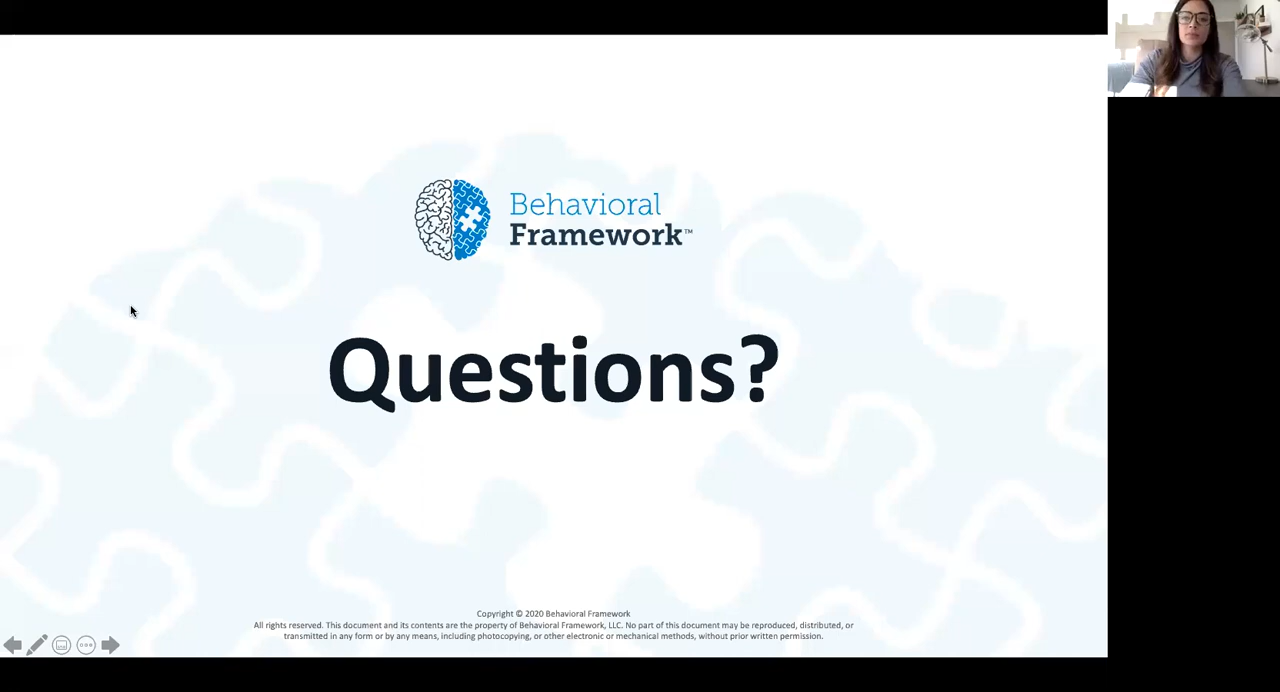 Behavioral
Framework™
Questions?
Copyright © 2020 Behavioral Framework
All rights reserved. This document and its contents are the property of Behavioral Framework, LLC. No part of this document may be reproduced, distributed, or
transmitted in any form or by any means, including photocopying, or other electronic or mechanical methods, without prior written permission.